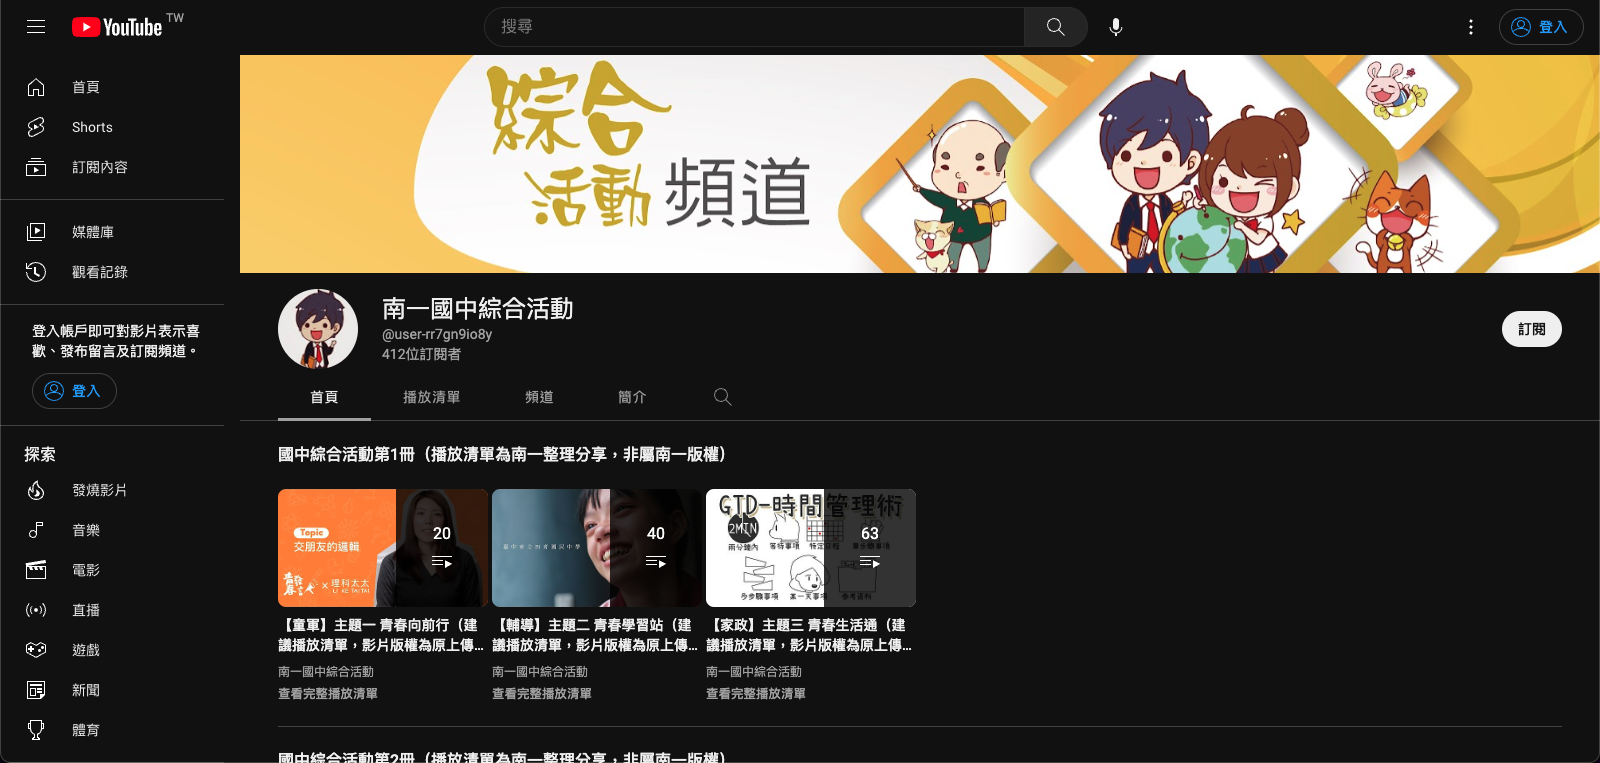 YouTube TW
搜尋
登入
首頁
Shorts
訂閱內容
媒體庫
觀看記錄
登入帳戶即可對影片表示喜
歡、發布留言及訂閱頻道。
登入
探索
發燒影片
音樂
電影
直播
遊戲
新聞
體育
綜合
活動 頻道
南一國中綜合活動
@user-rr7gn9io8y
412位訂閱者
訂閱
首頁
播放清單
頻道
簡介
國中綜合活動第1冊（播放清單為南一整理分享，非屬南一版權）
Topic
交朋友的邏輯
青發春言人 × 理科太太
LI KE TAI TAI
20
【童軍】主題一 青春向前行（建
議播放清單，影片版權為原上傳...
南一國中綜合活動
查看完整播放清單
40
【輔導】主題二 青春學習站（建
議播放清單，影片版權為原上傳...
南一國中綜合活動
查看完整播放清單
GTD-時間管理術
2MIN
兩分鐘內
等待事項
特定日程
多步驟事項
某一天事項
參考資料
63
【家政】主題三 青春生活通（建
議播放清單，影片版權為原上傳...
南一國中綜合活動
查看完整播放清單
國中綜合活動第2冊（播放清單為南一整理分享，非屬南一版權）